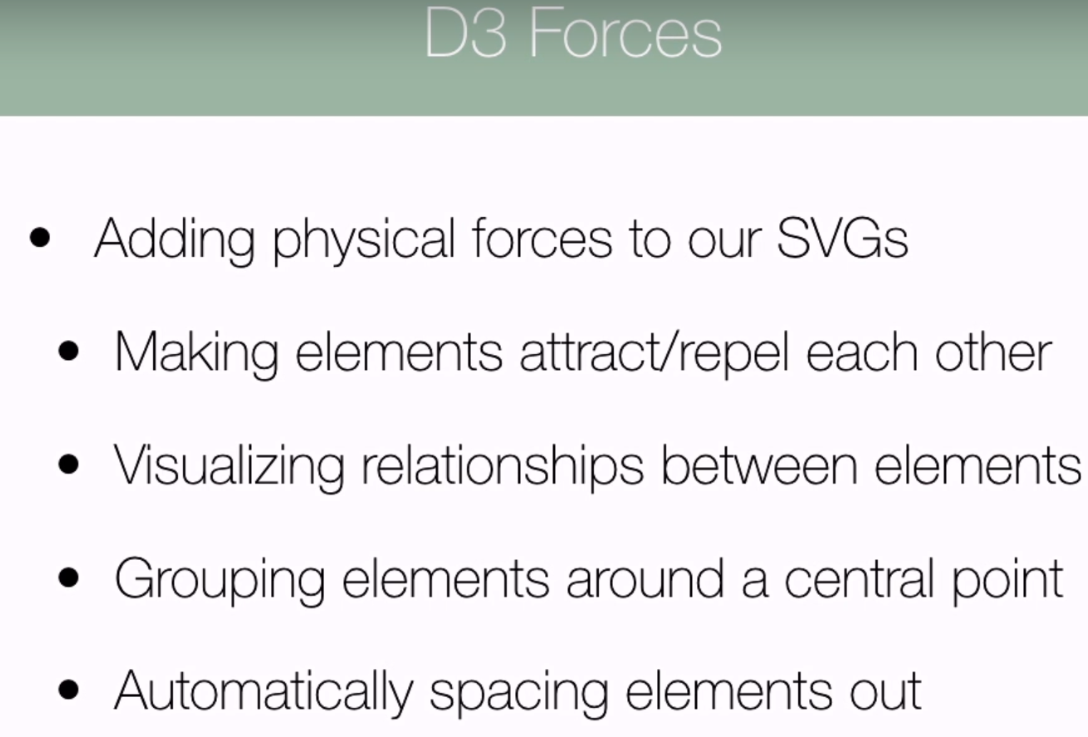 D3 Forces
• Adding physical forces to our SVGs
• Making elements attract/repel each other
• Visualizing relationships between elements
• Grouping elements around a central point
• Automatically spacing elements out